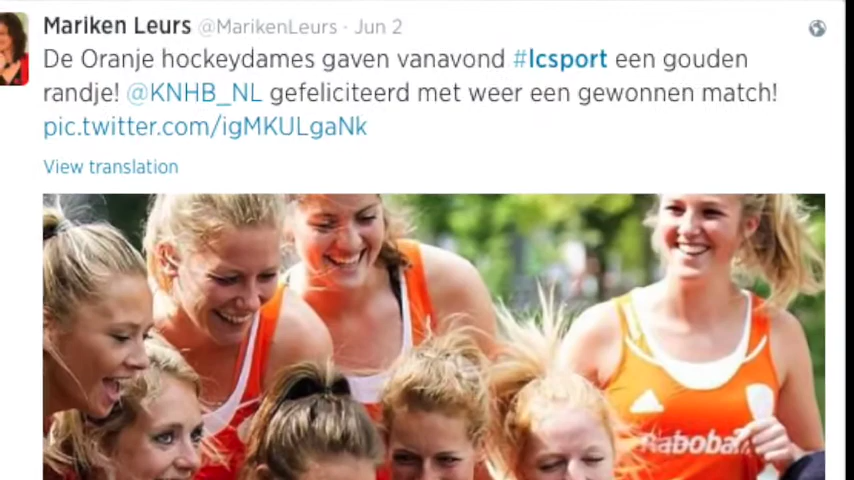 Mariken Leurs @MarikenLeurs · Jun 2
De Oranje hockeydames gaven vanavond #lcsport een gouden
randje! @KNHB_NL gefeliciteerd met weer een gewonnen match!
pic.twitter.com/igMKULgaNk
View translation
Rabobank